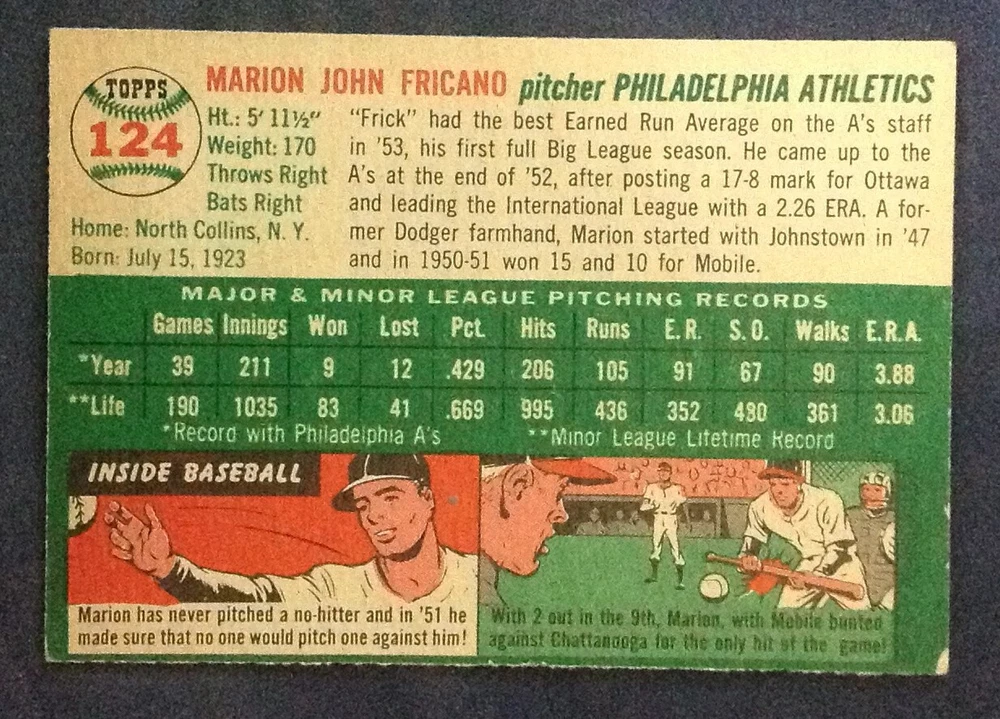 TOPPS
124
MARION JOHN FRICANO pitcher PHILADELPHIA ATHLETICS
Ht.: 5' 11½"
Weight: 170
Throws Right
Bats Right
Home: North Collins, N. Y.
Born: July 15, 1923
"Frick" had the best Earned Run Average on the A's staff
in '53, his first full Big League season. He came up to the
A's at the end of '52, after posting a 17-8 mark for Ottawa
and leading the International League with a 2.26 ERA. A for-
mer Dodger farmhand, Marion started with Johnstown in '47
and in 1950-51 won 15 and 10 for Mobile.
MAJOR & MINOR LEAGUE PITCHING RECORDS
Games Innings Won Lost Pct. Hits Runs E.R. S.O. Walks E.R.A.
*Year 39 211 9 12 .429 206 105 91 67 90 3.88
**Life 190 1035 83 41 .669 995 436 352 480 361 3.06
*Record with Philadelphia A's **Minor League Lifetime Record
INSIDE BASEBALL
Marion has never pitched a no-hitter and in '51 he
made sure that no one would pitch one against him!
With 2 out in the 9th, Marion, with Mobile bunted
against Chattanooga for the only hit of the game!